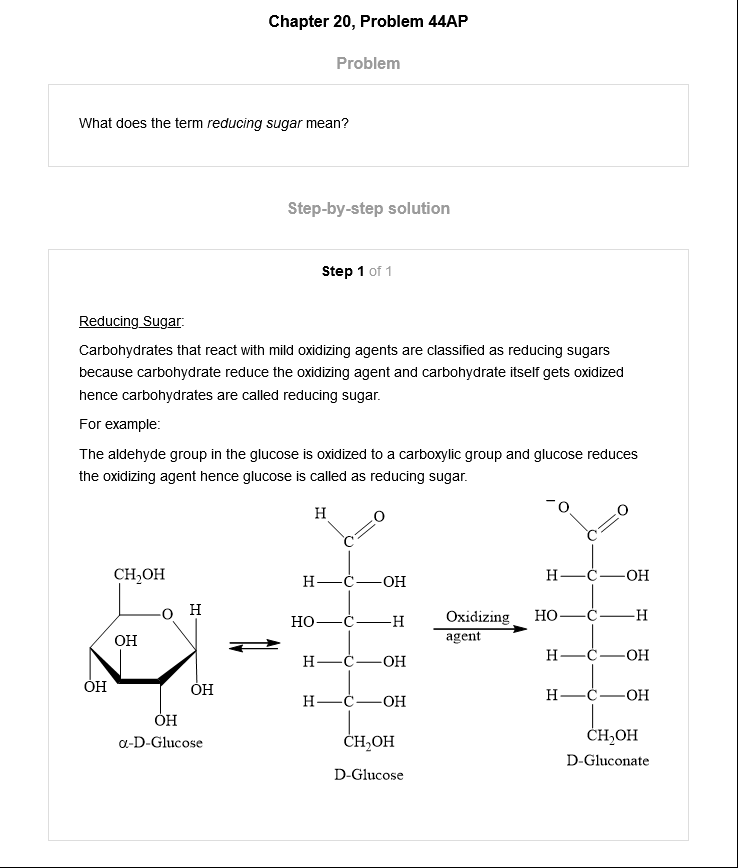 Chapter 20, Problem 44AP
Problem
What does the term reducing sugar mean?
Step-by-step solution
Step 1 of 1
Reducing Sugar:
Carbohydrates that react with mild oxidizing agents are classified as reducing sugars
because carbohydrate reduce the oxidizing agent and carbohydrate itself gets oxidized
hence carbohydrates are called reducing sugar.
For example:
The aldehyde group in the glucose is oxidized to a carboxylic group and glucose reduces
the oxidizing agent hence glucose is called as reducing sugar.
CH₂OH
O H
OH
OH
OH
OH
α-D-Glucose
H O
C
H—C—OH
HO—C—H
H—C—OH
H—C—OH
CH₂OH
D-Glucose
Oxidizing
agent
⁻O O
C
H—C—OH
HO—C—H
H—C—OH
H—C—OH
CH₂OH
D-Gluconate